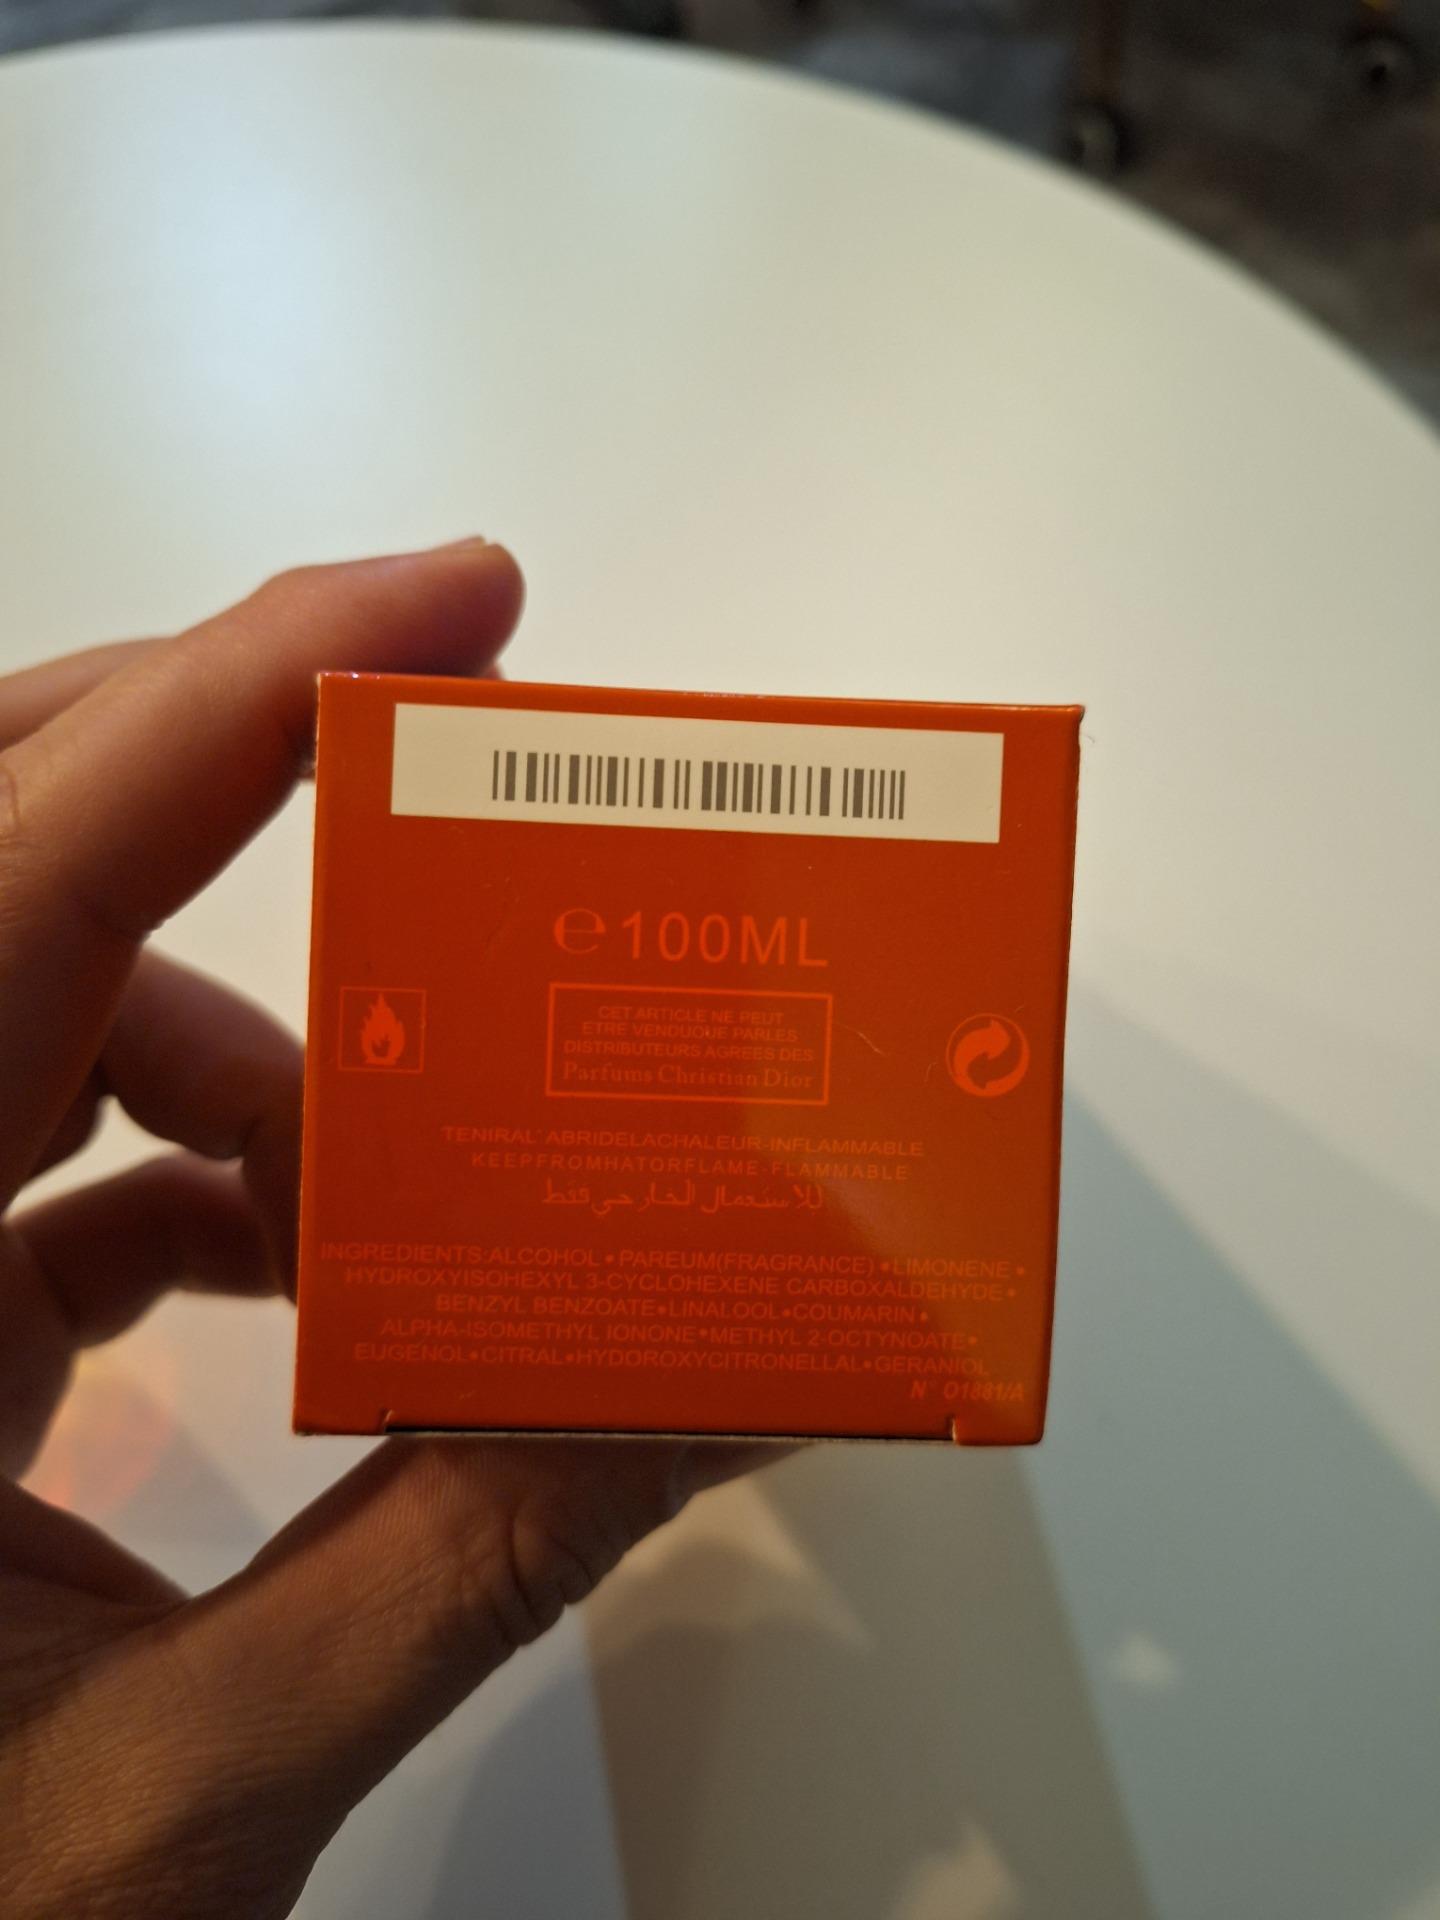 ℮ 100ML
CET ARTICLE NE PEUT
ETRE VENDUOUE PARLES
DISTRIBUTEURS AGREES DES
Parfums Christian Dior
TENIRAL' ABRIDELACHALEUR-INFLAMMABLE
KEEPFROMHATORFLAME-FLAMMABLE
للاستعمال الخارجي فقط
INGREDIENTS:ALCOHOL•PAREUM(FRAGRANCE)•LIMONENE•
HYDROXYISOHEXYL 3-CYCLOHEXENE CARBOXALDEHYDE•
BENZYL BENZOATE•LINALOOL•COUMARIN•
ALPHA-ISOMETHYL IONONE•METHYL 2-OCTYNOATE•
EUGENOL•CITRAL•HYDOROXYCITRONELLAL•GERANIOL
N° O1881/A